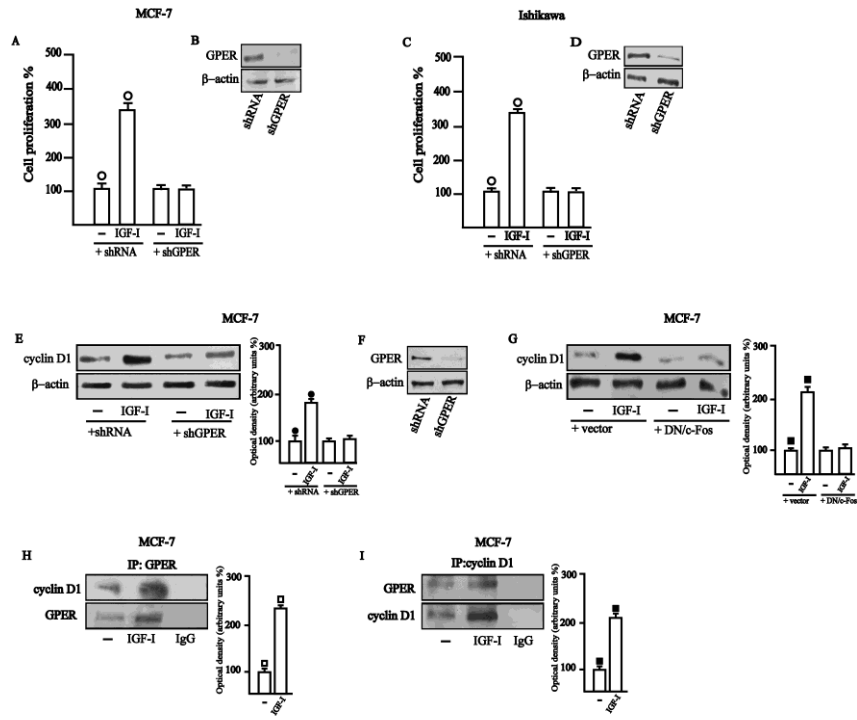 MCF-7
Ishikawa
A
B
C
D
Cell proliferation %
500
400
300
200
100
– IGF-I – IGF-I
+ shRNA + shGPER
GPER
β–actin
shRNA
shGPER
Cell proliferation %
500
400
300
200
100
– IGF-I – IGF-I
+ shRNA + shGPER
GPER
β–actin
shRNA
shGPER
MCF-7
MCF-7
E
cyclin D1
β–actin
– IGF-I – IGF-I
+shRNA + shGPER
Optical density (arbitrary units %)
300
200
100
– IGF-I – IGF-I
+ shRNA + shGPER
F
GPER
β–actin
shRNA
shGPER
G
cyclin D1
β–actin
– IGF-I – IGF-I
+ vector + DN/c-Fos
Optical density (arbitrary units %)
300
200
100
– IGF-I – IGF-I
+ vector + DN/c-Fos
H
MCF-7
IP: GPER
cyclin D1
GPER
– IGF-I IgG
Optical density (arbitrary units %)
300
200
100
– IGF-I
I
MCF-7
IP:cyclin D1
GPER
cyclin D1
– IGF-I IgG
Optical density (arbitrary units %)
300
200
100
– IGF-I